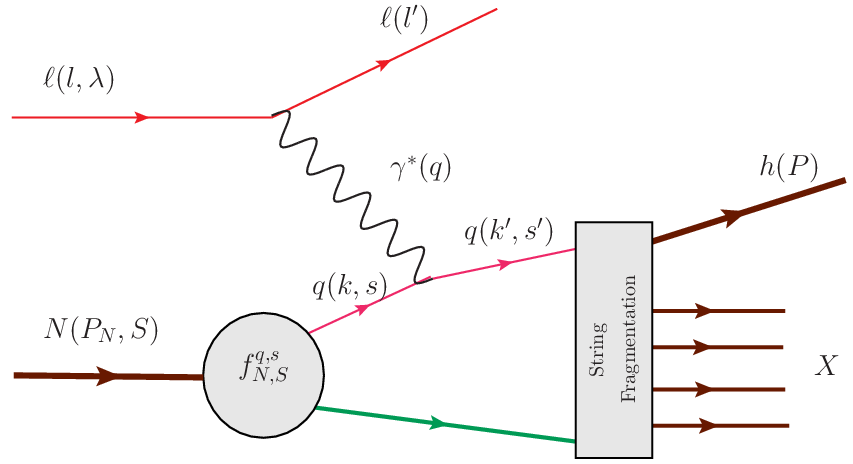 ℓ(l′)
ℓ(l, λ)
γ*(q)
h(P)
q(k′, s′)
q(k, s)
N(P_N, S)
f^{q,s}_{N,S}
String
Fragmentation
X